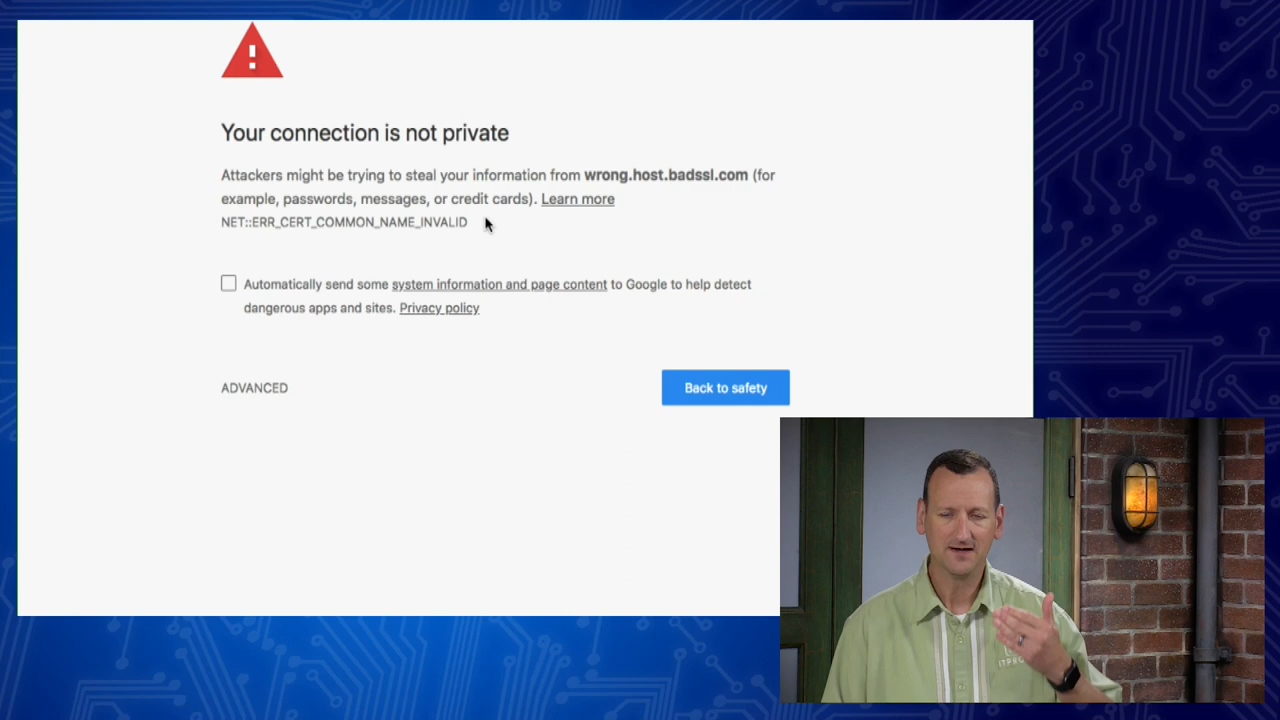 Your connection is not private
Attackers might be trying to steal your information from wrong.host.badssl.com (for
example, passwords, messages, or credit cards). Learn more
NET::ERR_CERT_COMMON_NAME_INVALID
Automatically send some system information and page content to Google to help detect
dangerous apps and sites. Privacy policy
ADVANCED
Back to safety